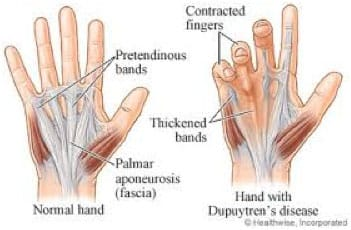 Contracted
fingers
Pretendinous
bands
Thickened
bands
Palmar
aponeurosis
(fascia)
Normal hand
Hand with
Dupuytren's disease
© Healthwise, Incorporated